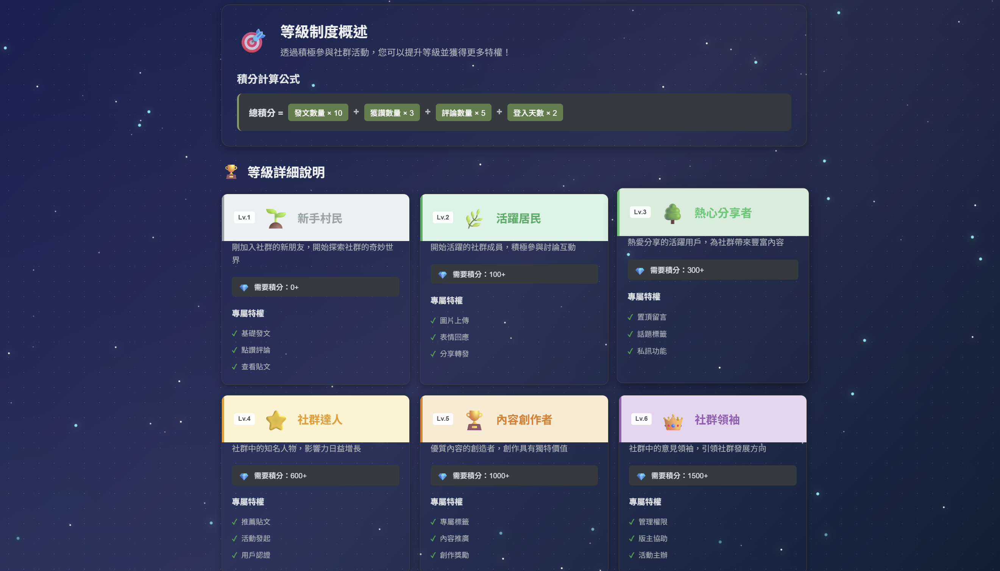 等級制度概述
透過積極參與社群活動，您可以提升等級並獲得更多特權！
積分計算公式
總積分 = 發文數量 × 10 + 獲讚數量 × 3 + 評論數量 × 5 + 登入天數 × 2
等級詳細說明
Lv.1 新手村民
剛加入社群的新朋友，開始探索社群的奇妙世
界
需要積分：0+
專屬特權
✓ 基礎發文
✓ 點讚評論
✓ 查看貼文
Lv.2 活躍居民
開始活躍的社群成員，積極參與討論互動
需要積分：100+
專屬特權
✓ 圖片上傳
✓ 表情回應
✓ 分享轉發
Lv.3 熱心分享者
熱愛分享的活躍用戶，為社群帶來豐富內容
需要積分：300+
專屬特權
✓ 置頂留言
✓ 話題標籤
✓ 私訊功能
Lv.4 社群達人
社群中的知名人物，影響力日益增長
需要積分：600+
專屬特權
✓ 推薦貼文
✓ 活動發起
✓ 用戶認證
Lv.5 內容創作者
優質內容的創造者，創作具有獨特價值
需要積分：1000+
專屬特權
✓ 專屬標籤
✓ 內容推廣
✓ 創作獎勵
Lv.6 社群領袖
社群中的意見領袖，引領社群發展方向
需要積分：1500+
專屬特權
✓ 管理權限
✓ 版主協助
✓ 活動主辦